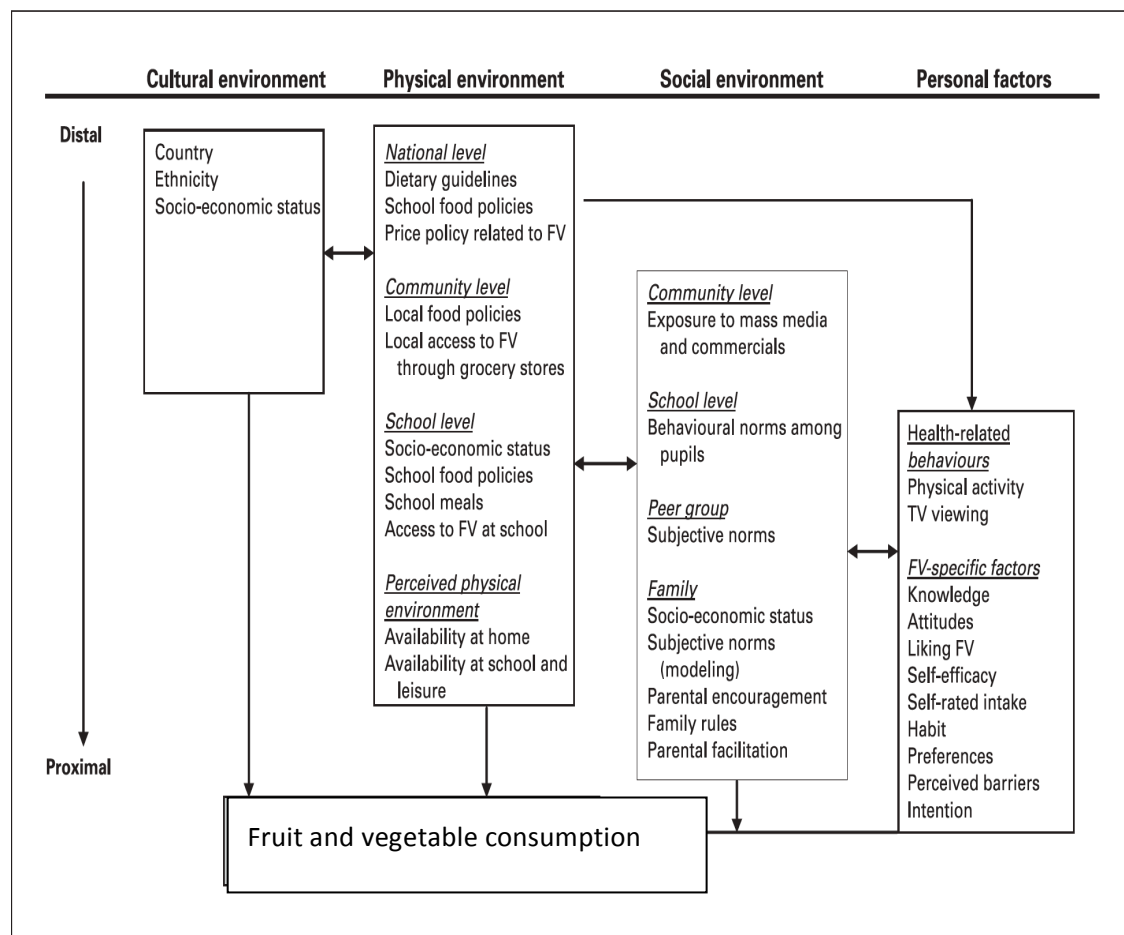 Cultural environment
Physical environment
Social environment
Personal factors
Distal
Proximal
Country
Ethnicity
Socio-economic status
National level
Dietary guidelines
School food policies
Price policy related to FV
Community level
Local food policies
Local access to FV
through grocery stores
School level
Socio-economic status
School food policies
School meals
Access to FV at school
Perceived physical
environment
Availability at home
Availability at school and
leisure
Community level
Exposure to mass media
and commercials
School level
Behavioural norms among
pupils
Peer group
Subjective norms
Family
Socio-economic status
Subjective norms
(modeling)
Parental encouragement
Family rules
Parental facilitation
Health-related
behaviours
Physical activity
TV viewing
FV-specific factors
Knowledge
Attitudes
Liking FV
Self-efficacy
Self-rated intake
Habit
Preferences
Perceived barriers
Intention
Fruit and vegetable consumption